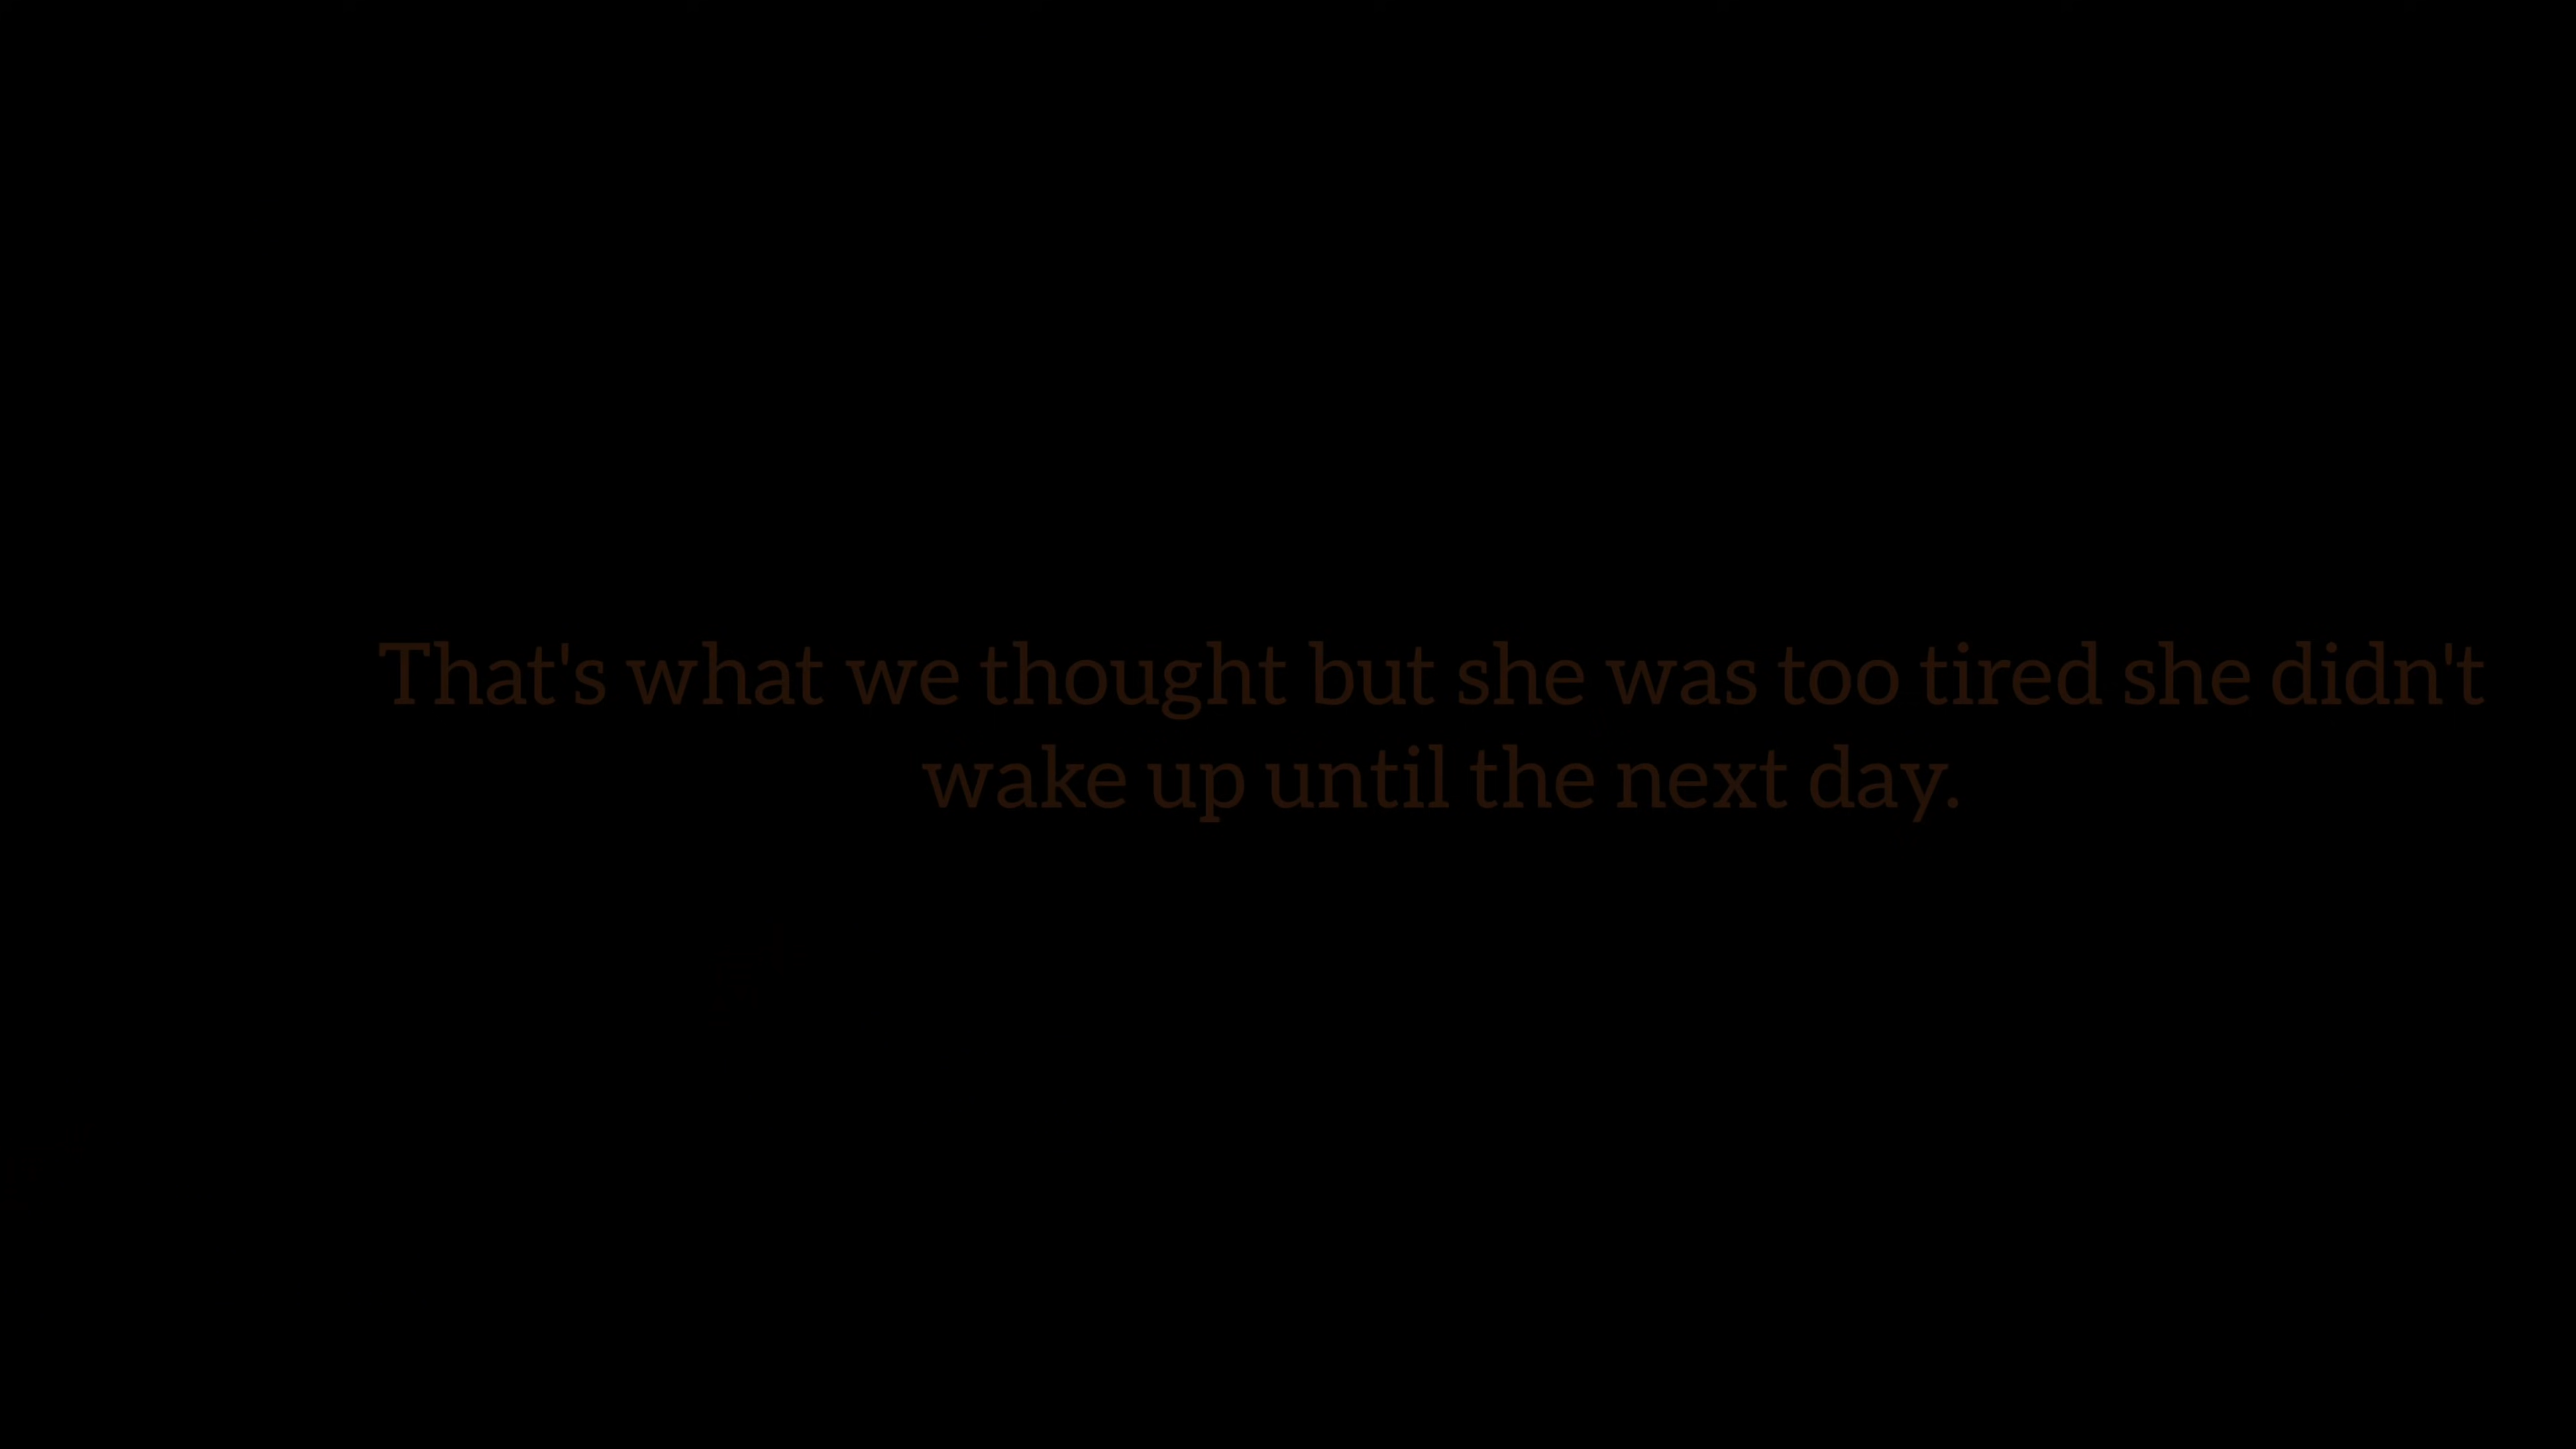 That's what we thought but she was too tired she didn't
wake up until the next day.